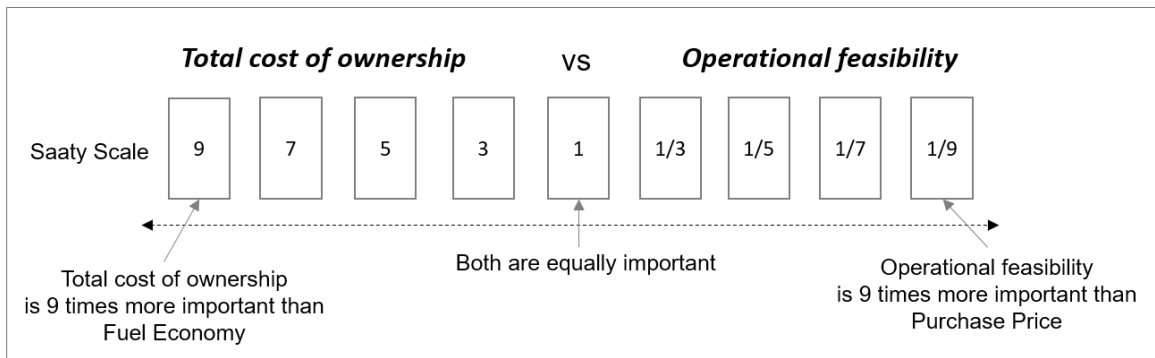 Total cost of ownership vs Operational feasibility
Saaty Scale 9 7 5 3 1 1/3 1/5 1/7 1/9
Total cost of ownership
is 9 times more important than
Fuel Economy
Both are equally important
Operational feasibility
is 9 times more important than
Purchase Price